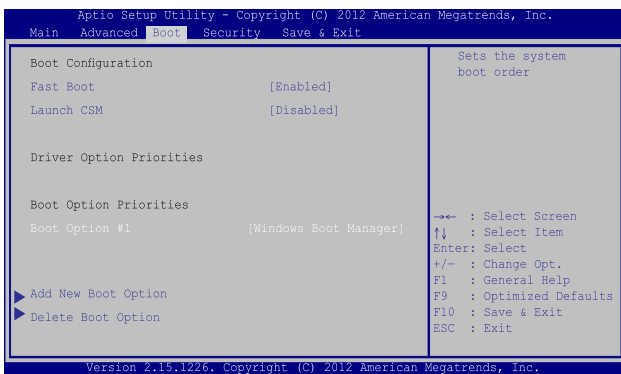 Aptio Setup Utility - Copyright (C) 2012 American Megatrends, Inc.
Main Advanced Boot Security Save & Exit
Boot Configuration
Fast Boot [Enabled]
Launch CSM [Disabled]
Driver Option Priorities
Boot Option Priorities
Boot Option #1 [Windows Boot Manager]
Add New Boot Option
Delete Boot Option
Sets the system
boot order
→← : Select Screen
↑↓ : Select Item
Enter: Select
+/— : Change Opt.
F1 : General Help
F9 : Optimized Defaults
F10 : Save & Exit
ESC : Exit
Version 2.15.1226. Copyright (C) 2012 American Megatrends, Inc.